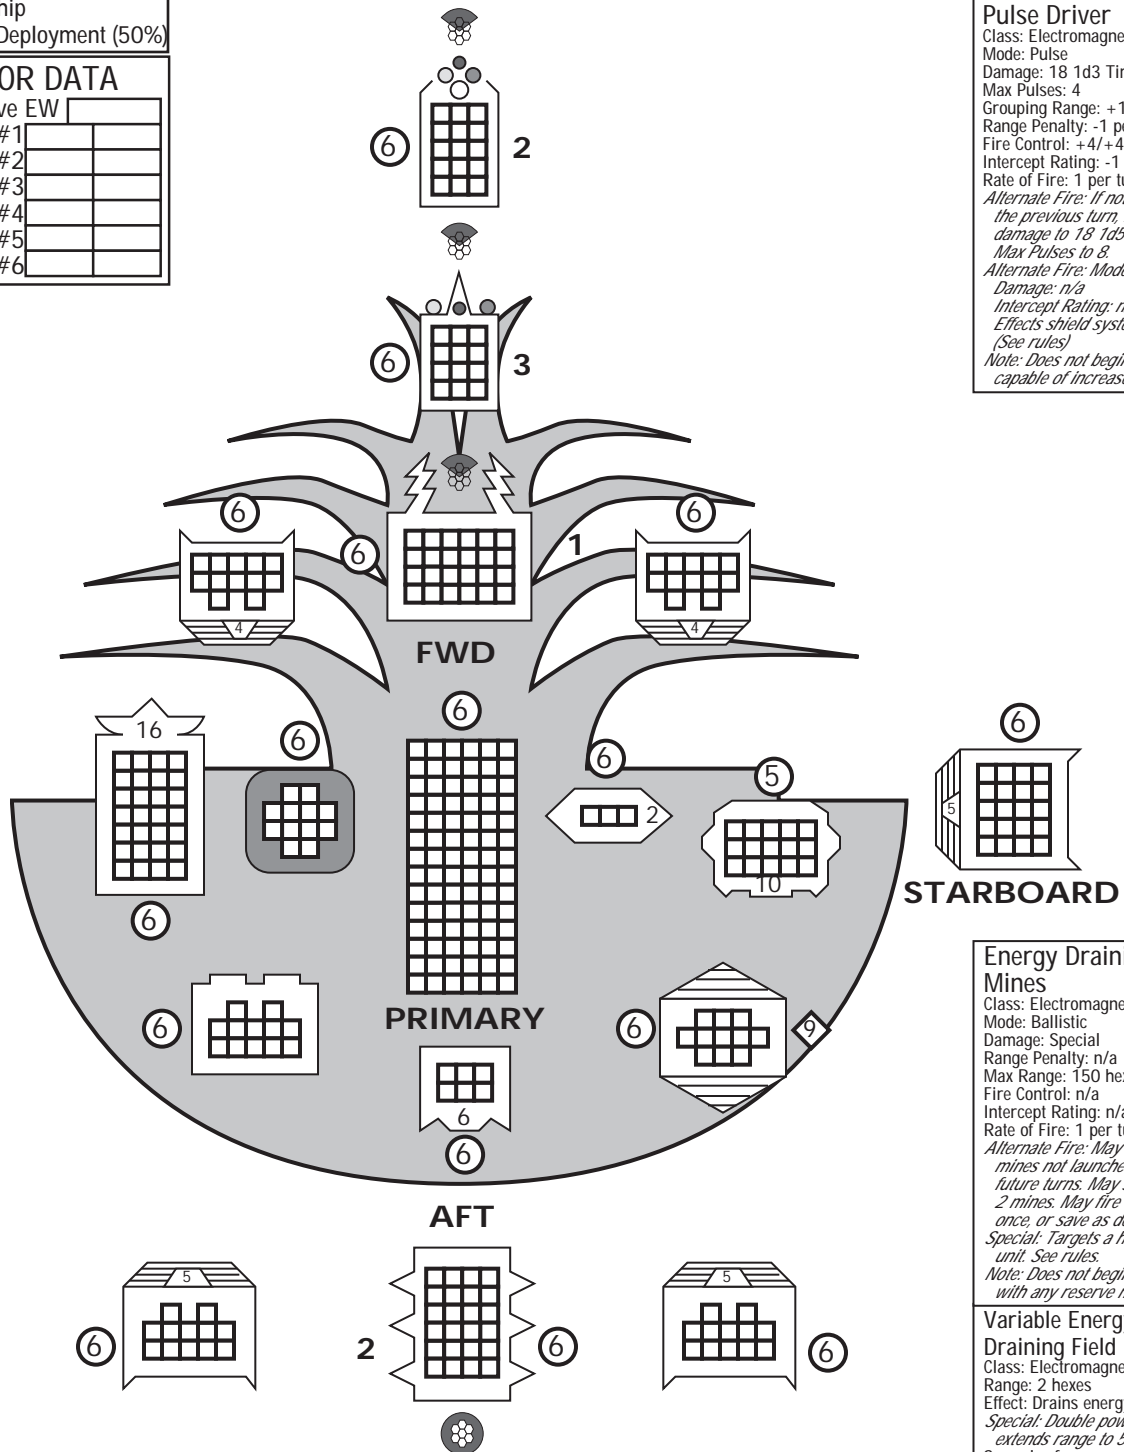 Deployment (50%)
OR DATA
ve EW
#1
#2
#3
#4
#5
#6
6
2
6
3
6
6
6
1
4
4
FWD
6
16
6
6
5
6
2
5
10
STARBOARD
6
PRIMARY
6
6
9
6
6
AFT
5
5
6
2
6
6
Pulse Driver
Class: Electromagne
Mode: Pulse
Damage: 18 1d3 Tim
Max Pulses: 4
Grouping Range: +1
Range Penalty: -1 pe
Fire Control: +4/+4
Intercept Rating: -1
Rate of Fire: 1 per tu
Alternate Fire: If not
the previous turn,
damage to 18 1d5
Max Pulses to 8.
Alternate Fire: Mode
Damage: n/a
Intercept Rating: n
Effects shield syste
(See rules)
Note: Does not begin
capable of increase
Energy Draini
Mines
Class: Electromagne
Mode: Ballistic
Damage: Special
Range Penalty: n/a
Max Range: 150 hex
Fire Control: n/a
Intercept Rating: n/a
Rate of Fire: 1 per tu
Alternate Fire: May
mines not launche
future turns. May
2 mines. May fire
once, or save as d
Special: Targets a h
unit. See rules.
Note: Does not begin
with any reserve
Variable Energy
Draining Field
Class: Electromagne
Range: 2 hexes
Effect: Drains energ
Special: Double pow
extends range to 5